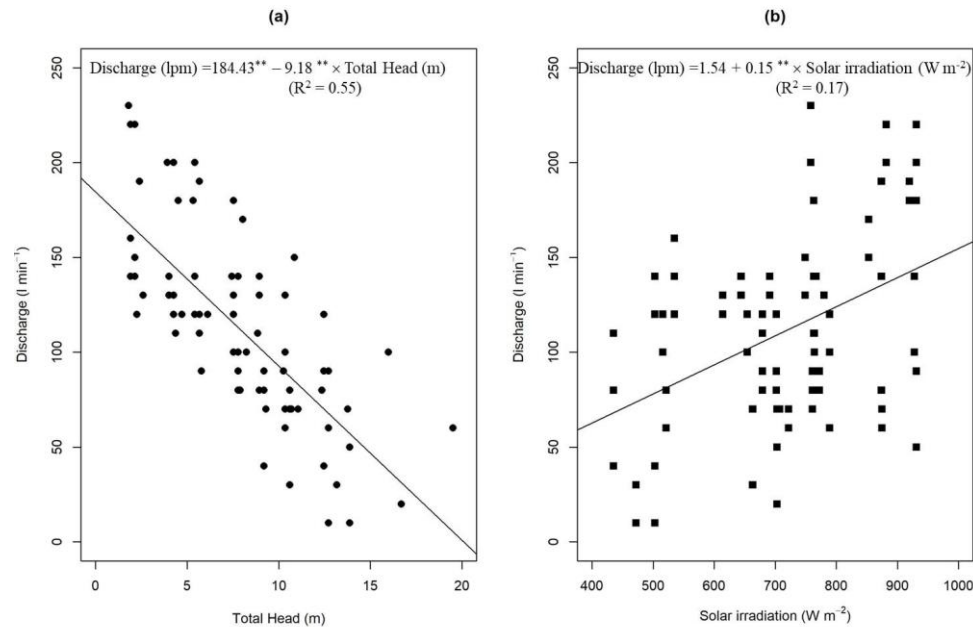 (a)
Discharge (lpm) =184.43** – 9.18 ** × Total Head (m)
(R² = 0.55)
250
200
150
100
50
0
Discharge (l min⁻¹)
0 5 10 15 20
Total Head (m)
(b)
Discharge (lpm) =1.54 + 0.15 ** × Solar irradiation (W m⁻²)
(R² = 0.17)
250
200
150
100
50
0
Discharge (l min⁻¹)
400 500 600 700 800 900 1000
Solar irradiation (W m⁻²)